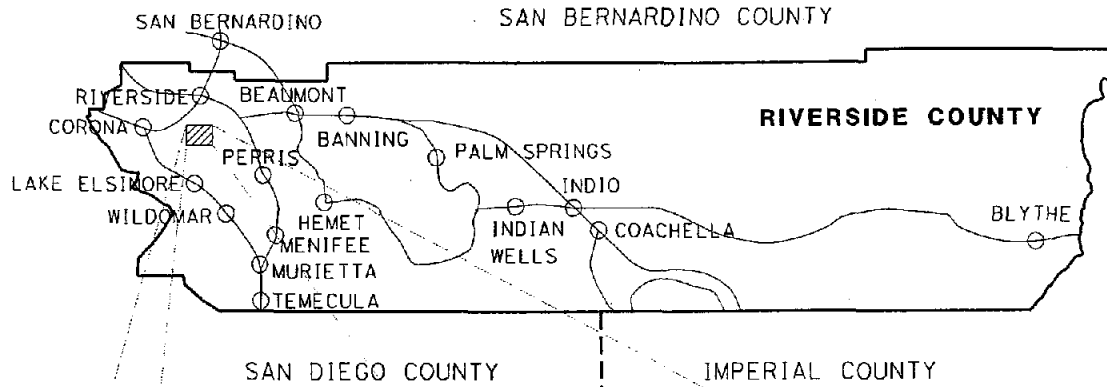 SAN BERNARDINO
SAN BERNARDINO COUNTY
RIVERSIDE
BEAUMONT
RIVERSIDE COUNTY
CORONA
BANNING
PERRIS
PALM SPRINGS
LAKE ELSIMORE
INDIO
WILDOMAR
HEMET
INDIAN
WELLS
COACHELLA
BLYTHE
MENIFEE
MURIETTA
TEMECULA
SAN DIEGO COUNTY
IMPERIAL COUNTY